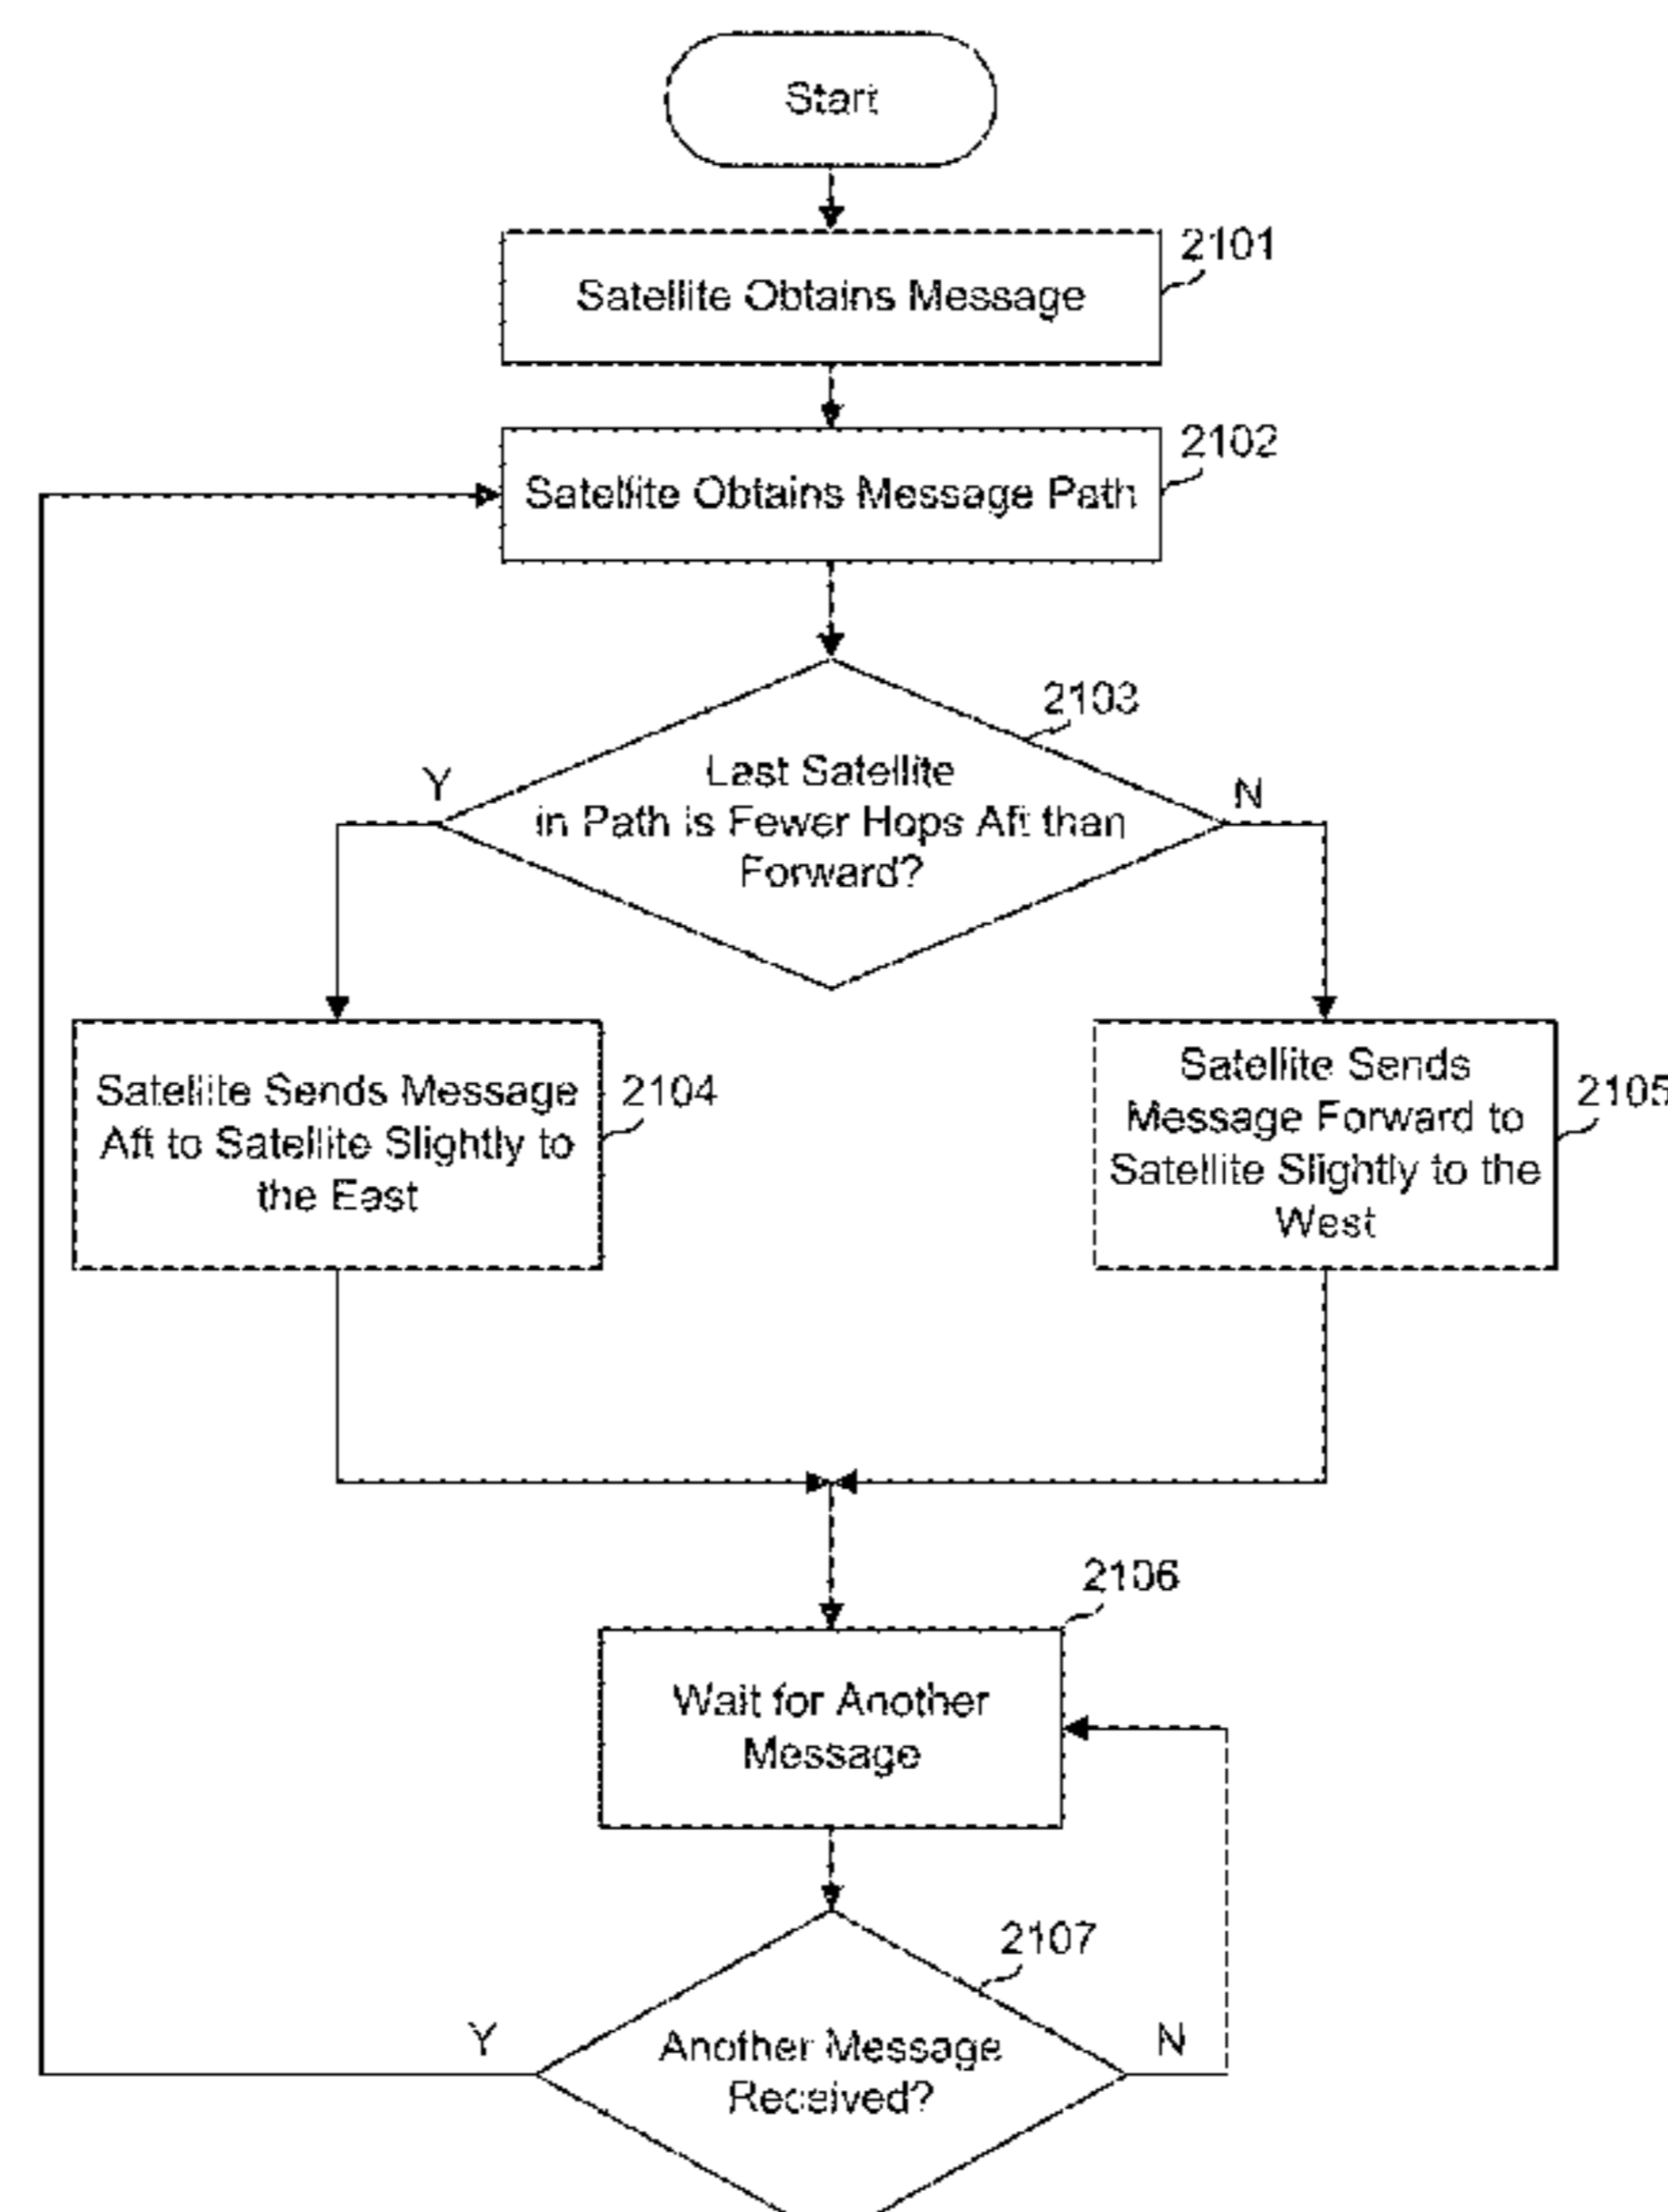 Start
2101
Satellite Obtains Message
2102
Satellite Obtains Message Path
2103
Last Satellite
in Path is Fewer Hops Aft than
Forward?
Y
N
Satellite Sends Message
Aft to Satellite Slightly to
the East
2104
Satellite Sends
Message Forward to
Satellite Slightly to the
West
2105
2106
Wait for Another
Message
2107
Another Message
Received?
Y
N